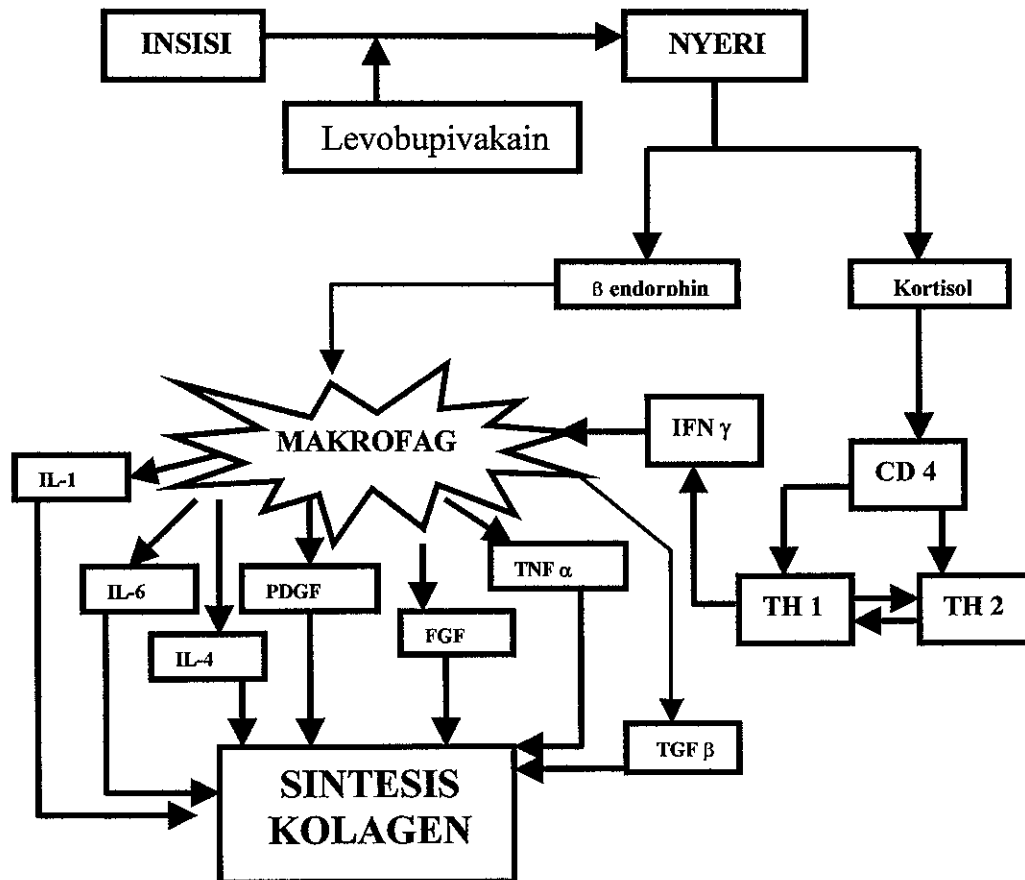 INSISI
NYERI
Levobupivakain
β endorphin
Kortisol
MAKROFAG
IFN γ
IL-1
CD 4
TNF α
IL-6
PDGF
TH 1
TH 2
FGF
IL-4
TGF β
SINTESIS
KOLAGEN